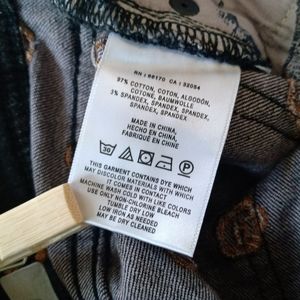 RN : 66170 CA : 32054
97% COTTON, COTON, ALGODÓN,
COTONE, BAUMWOLLE
3% SPANDEX, SPANDEX, SPANDEX,
SPANDEX, SPANDEX
MADE IN CHINA,
HECHO EN CHINA,
FABRIQUÉ EN CHINE
30
P
THIS GARMENT CONTAINS DYE WHICH
MAY DISCOLOR MATERIALS WITH WHICH
IT COMES IN CONTACT
MACHINE WASH COLD WITH LIKE COLORS
USE ONLY NON-CHLORINE BLEACH
TUMBLE DRY LOW
LOW IRON AS NEEDED
MAY BE DRY CLEANED